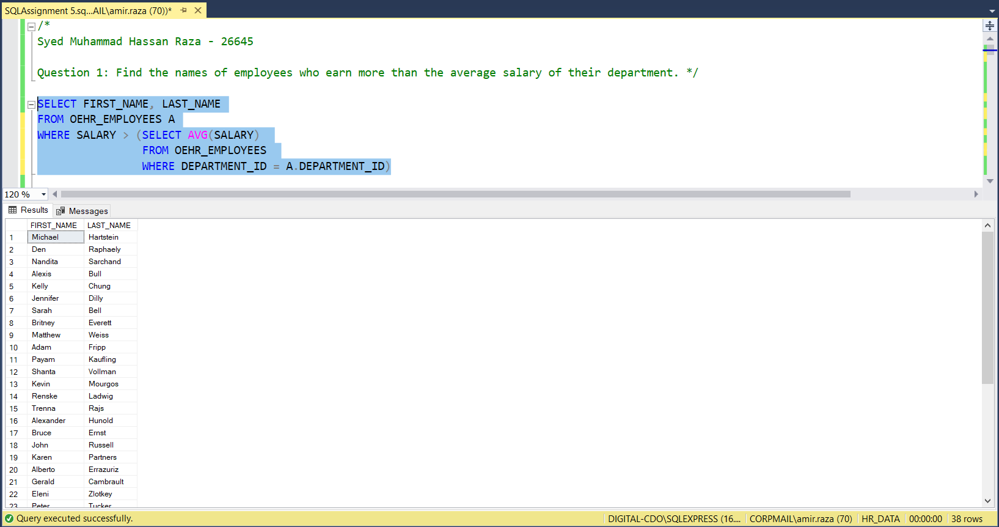 SQLAssignment 5.sq...AIL\amir.raza (70))*
/*
Syed Muhammad Hassan Raza - 26645
Question 1: Find the names of employees who earn more than the average salary of their department. */
SELECT FIRST_NAME, LAST_NAME
FROM OEHR_EMPLOYEES A
WHERE SALARY > (SELECT AVG(SALARY)
FROM OEHR_EMPLOYEES
WHERE DEPARTMENT_ID = A.DEPARTMENT_ID)
120 %
Results Messages
FIRST_NAME LAST_NAME
1 Michael Hartstein
2 Den Raphaely
3 Nandita Sarchand
4 Alexis Bull
5 Kelly Chung
6 Jennifer Dilly
7 Sarah Bell
8 Britney Everett
9 Matthew Weiss
10 Adam Fripp
11 Payam Kaufling
12 Shanta Vollman
13 Kevin Mourgos
14 Renske Ladwig
15 Trenna Rajs
16 Alexander Hunold
17 Bruce Ernst
18 John Russell
19 Karen Partners
20 Alberto Errazuriz
21 Gerald Cambrault
22 Eleni Zlotkey
23 Peter Tucker
Query executed successfully. DIGITAL-CDO\SQLEXPRESS (16.... CORPMAIL\amir.raza (70) HR_DATA 00:00:00 38 rows